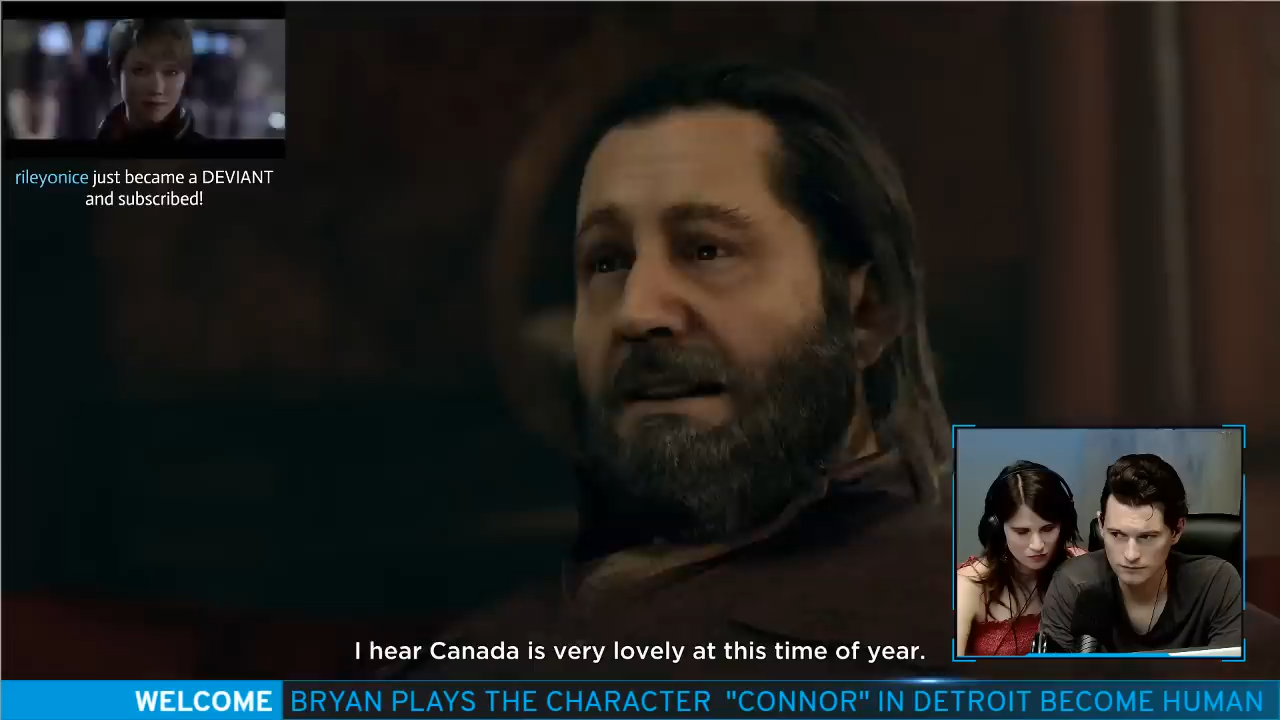 rileyonice just became a DEVIANT
and subscribed!
I hear Canada is very lovely at this time of year.
WELCOME BRYAN PLAYS THE CHARACTER "CONNOR" IN DETROIT BECOME HUMAN